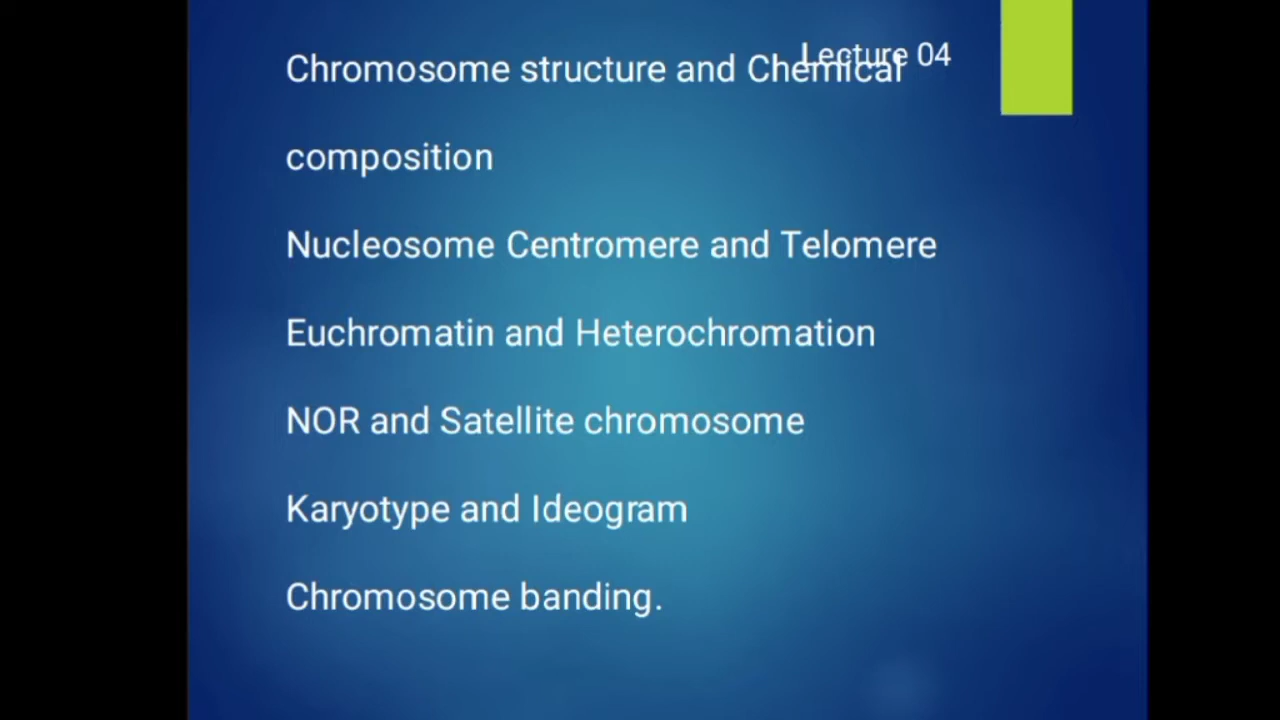 Lecture 04
Chromosome structure and Chemical
composition
Nucleosome Centromere and Telomere
Euchromatin and Heterochromation
NOR and Satellite chromosome
Karyotype and Ideogram
Chromosome banding.